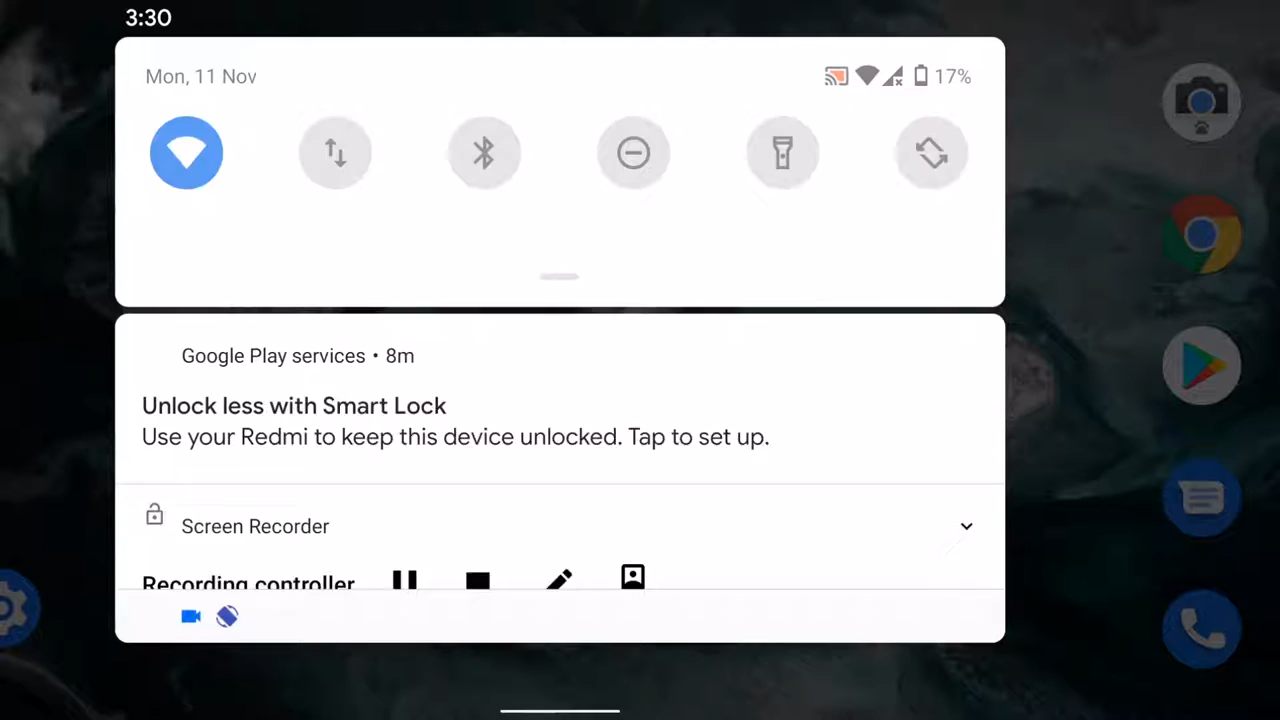 3:30
Mon, 11 Nov
17%
Google Play services • 8m
Unlock less with Smart Lock
Use your Redmi to keep this device unlocked. Tap to set up.
Screen Recorder
Recording controller